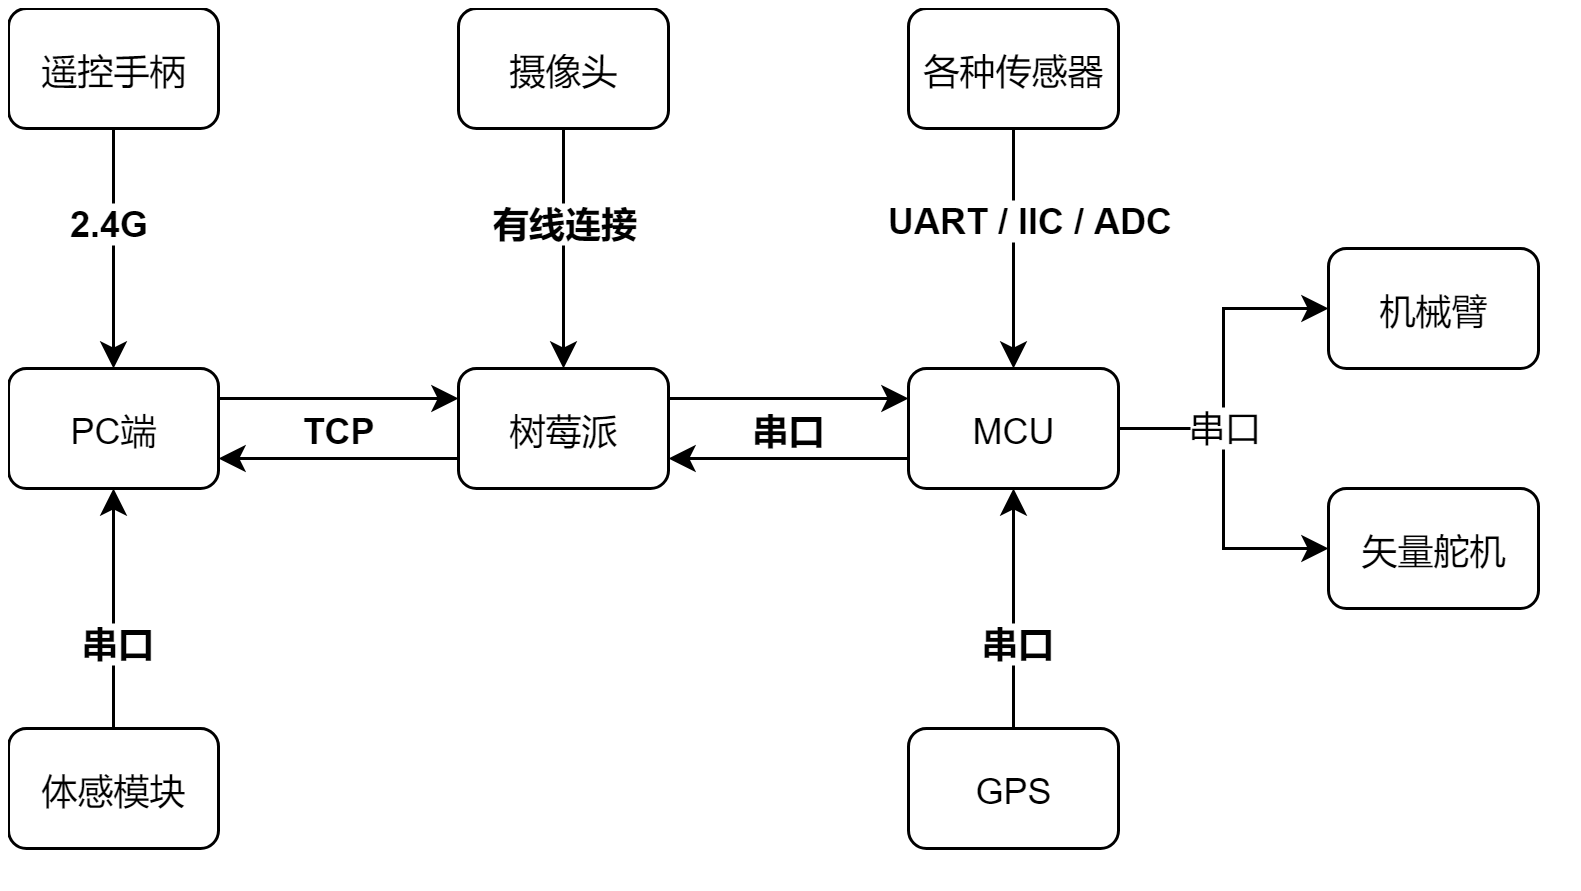 遥控手柄
摄像头
各种传感器
2.4G
有线连接
UART / IIC / ADC
机械臂
PC端
TCP
树莓派
串口
MCU
串口
矢量舵机
串口
串口
体感模块
GPS